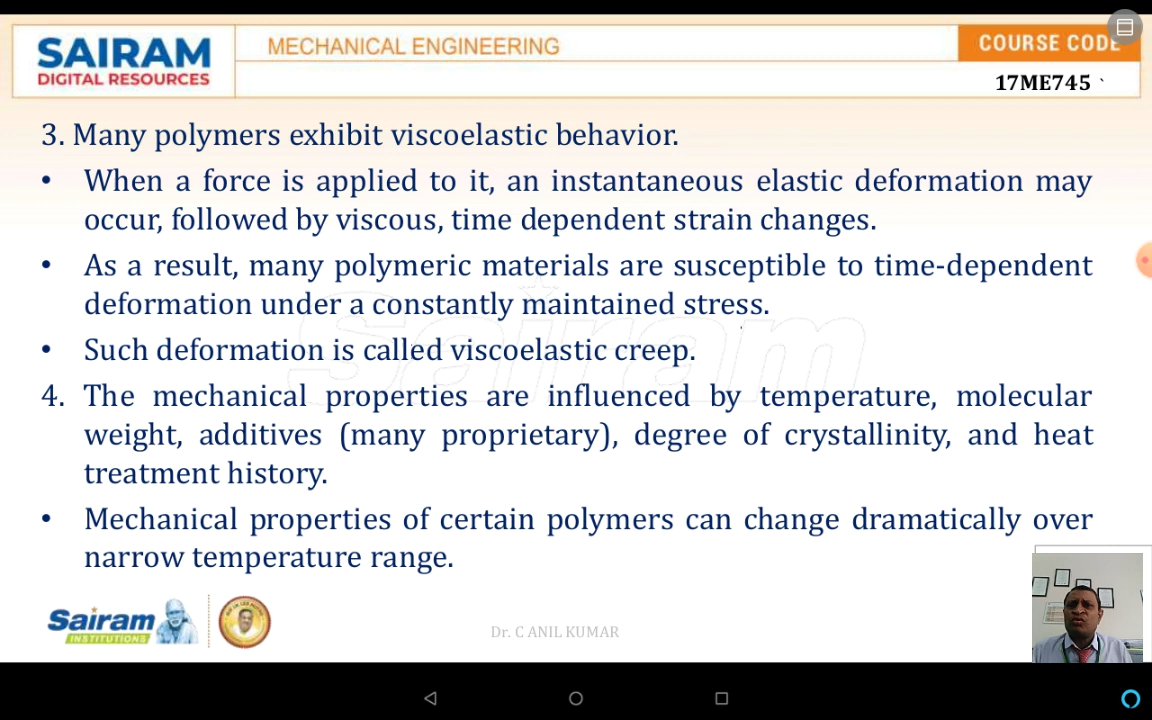 SAIRAM
DIGITAL RESOURCES
MECHANICAL ENGINEERING
COURSE CODE
17ME745 `
3. Many polymers exhibit viscoelastic behavior.
• When a force is applied to it, an instantaneous elastic deformation may
occur, followed by viscous, time dependent strain changes.
• As a result, many polymeric materials are susceptible to time-dependent
deformation under a constantly maintained stress.
• Such deformation is called viscoelastic creep.
4. The mechanical properties are influenced by temperature, molecular
weight, additives (many proprietary), degree of crystallinity, and heat
treatment history.
• Mechanical properties of certain polymers can change dramatically over
narrow temperature range.
Sairam
Sairam
INSTITUTIONS
Dr. C ANIL KUMAR